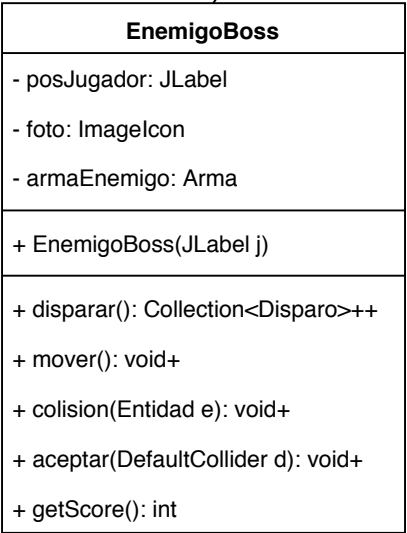 EnemigoBoss
- posJugador: JLabel
- foto: ImageIcon
- armaEnemigo: Arma
+ EnemigoBoss(JLabel j)
+ disparar(): Collection<Disparo>++
+ mover(): void+
+ colision(Entidad e): void+
+ aceptar(DefaultCollider d): void+
+ getScore(): int